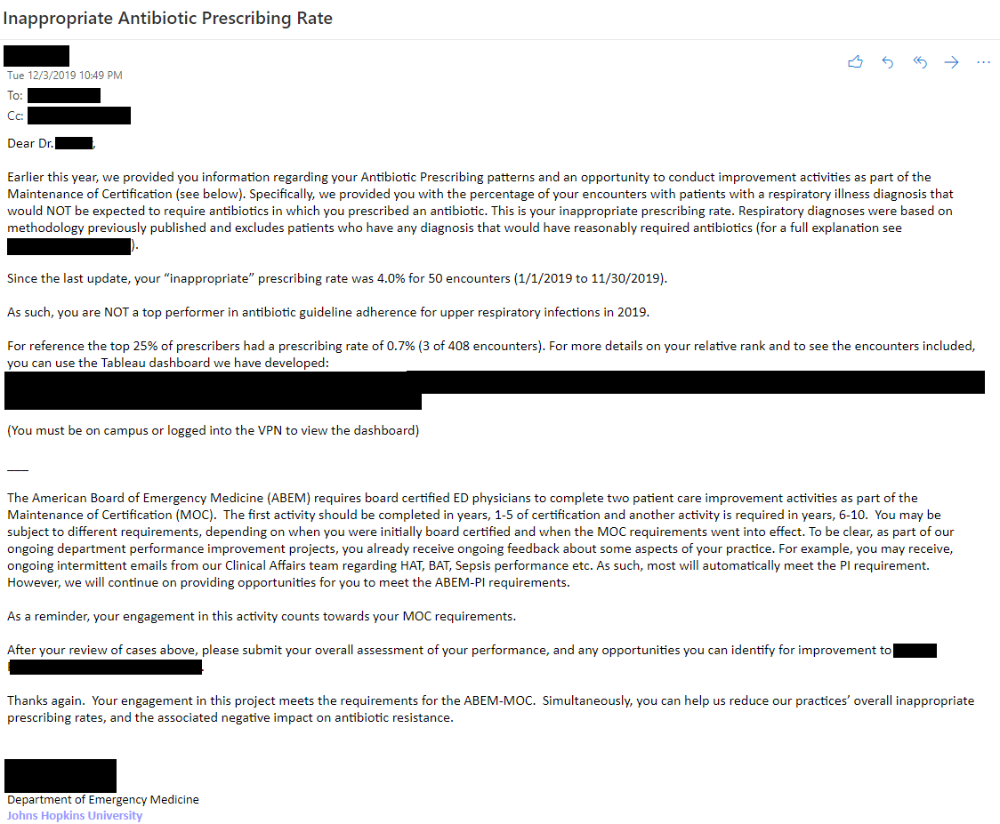 Inappropriate Antibiotic Prescribing Rate
Tue 12/3/2019 10:49 PM
To:
Cc:
Dear Dr. ,
Earlier this year, we provided you information regarding your Antibiotic Prescribing patterns and an opportunity to conduct improvement activities as part of the
Maintenance of Certification (see below). Specifically, we provided you with the percentage of your encounters with patients with a respiratory illness diagnosis that
would NOT be expected to require antibiotics in which you prescribed an antibiotic. This is your inappropriate prescribing rate. Respiratory diagnoses were based on
methodology previously published and excludes patients who have any diagnosis that would have reasonably required antibiotics (for a full explanation see
).
Since the last update, your “inappropriate” prescribing rate was 4.0% for 50 encounters (1/1/2019 to 11/30/2019).
As such, you are NOT a top performer in antibiotic guideline adherence for upper respiratory infections in 2019.
For reference the top 25% of prescribers had a prescribing rate of 0.7% (3 of 408 encounters). For more details on your relative rank and to see the encounters included,
you can use the Tableau dashboard we have developed:
(You must be on campus or logged into the VPN to view the dashboard)
___
The American Board of Emergency Medicine (ABEM) requires board certified ED physicians to complete two patient care improvement activities as part of the
Maintenance of Certification (MOC).  The first activity should be completed in years, 1-5 of certification and another activity is required in years, 6-10.  You may be
subject to different requirements, depending on when you were initially board certified and when the MOC requirements went into effect. To be clear, as part of our
ongoing department performance improvement projects, you already receive ongoing feedback about some aspects of your practice. For example, you may receive,
ongoing intermittent emails from our Clinical Affairs team regarding HAT, BAT, Sepsis performance etc. As such, most will automatically meet the PI requirement.
However, we will continue on providing opportunities for you to meet the ABEM-PI requirements.
As a reminder, your engagement in this activity counts towards your MOC requirements.
After your review of cases above, please submit your overall assessment of your performance, and any opportunities you can identify for improvement to
.
Thanks again.  Your engagement in this project meets the requirements for the ABEM-MOC.  Simultaneously, you can help us reduce our practices’ overall inappropriate
prescribing rates, and the associated negative impact on antibiotic resistance.
Department of Emergency Medicine
Johns Hopkins University